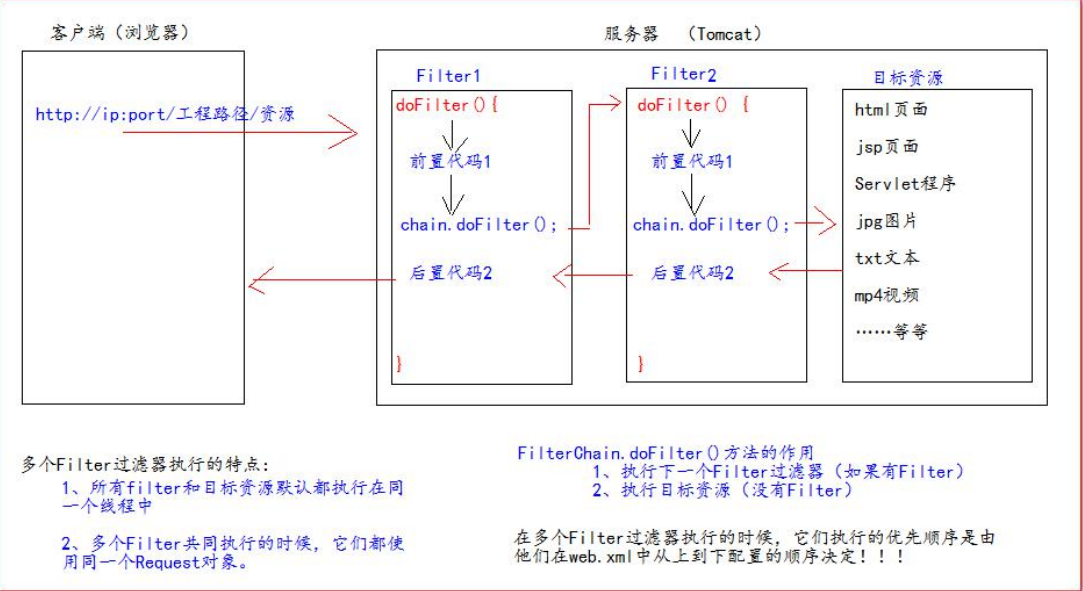 客户端（浏览器）
服务器 （Tomcat）
http://ip:port/工程路径/资源
Filter1
doFilter(){
前置代码1
chain.doFilter();
后置代码2
}
Filter2
doFilter() {
前置代码1
chain.doFilter();
后置代码2
}
目标资源
html页面
jsp页面
Servlet程序
jpg图片
txt文本
mp4视频
……等等
多个Filter过滤器执行的特点：
1、所有filter和目标资源默认都执行在同
一个线程中
2、多个Filter共同执行的时候，它们都使
用同一个Request对象。
FilterChain.doFilter()方法的作用
1、执行下一个Filter过滤器（如果有Filter）
2、执行目标资源（没有Filter）
在多个Filter过滤器执行的时候，它们执行的优先顺序是由
他们在web.xml中从上到下配置的顺序决定！！！